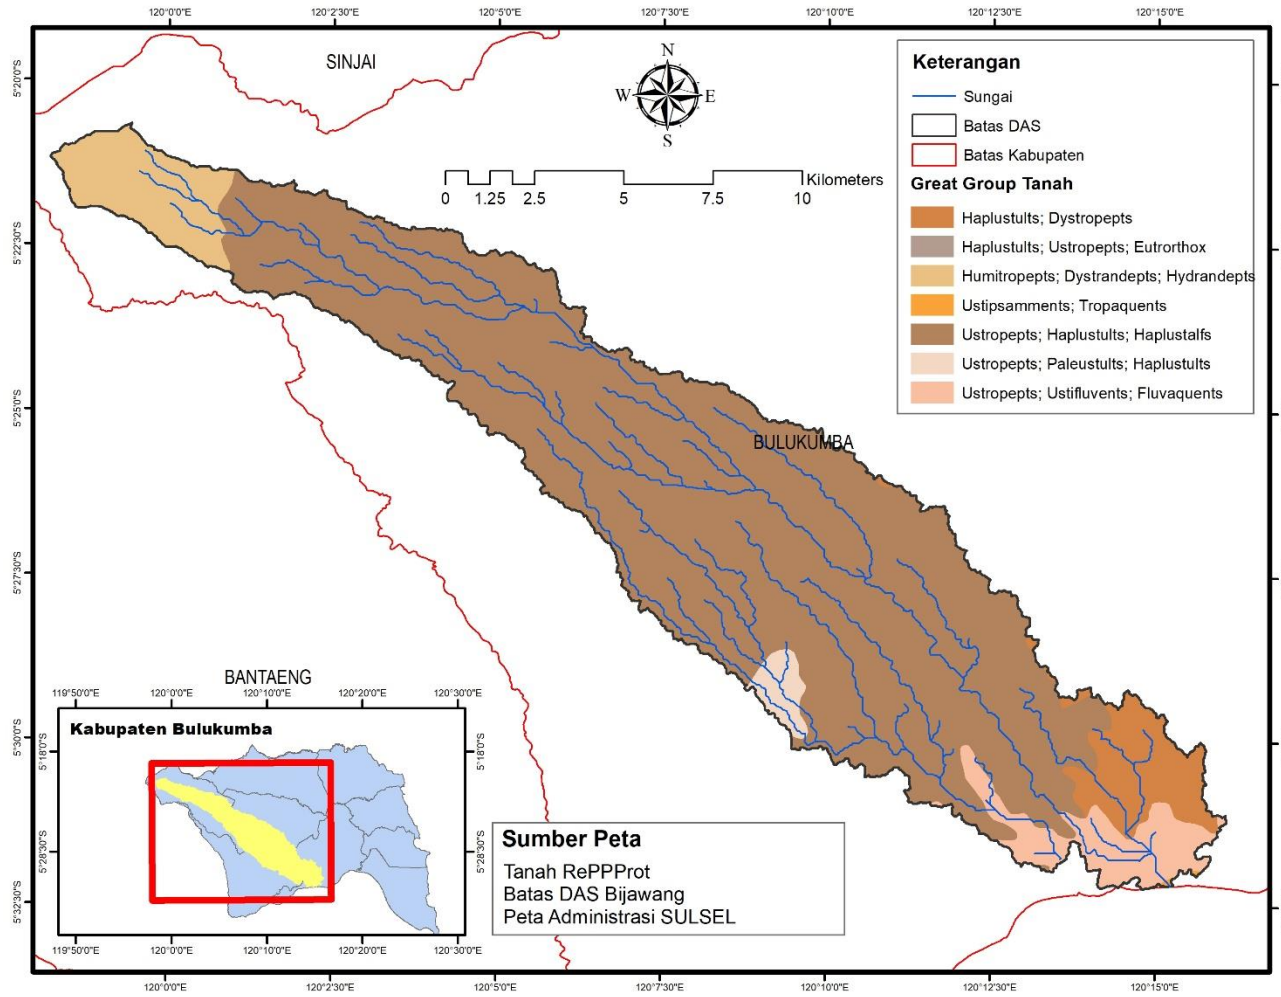 120°0'0"E 120°2'30"E 120°5'0"E 120°7'30"E 120°10'0"E 120°12'30"E 120°15'0"E
5°20'0"S
5°22'30"S
5°25'0"S
5°27'30"S
5°30'0"S
5°32'30"S
SINJAI
N
W E
S
Kilometers
0 1.25 2.5 5 7.5 10
Keterangan
Sungai
Batas DAS
Batas Kabupaten
Great Group Tanah
Haplustults; Dystropepts
Haplustults; Ustropepts; Eutrorthox
Humitropepts; Dystrandepts; Hydrandepts
Ustipsamments; Tropaquents
Ustropepts; Haplustults; Haplustalfs
Ustropepts; Paleustults; Haplustults
Ustropepts; Ustifluvents; Fluvaquents
BULUKUMBA
BANTAENG
119°50'0"E 120°0'0"E 120°10'0"E 120°20'0"E 120°30'0"E
Kabupaten Bulukumba
5°18'0"S 5°18'0"S
5°28'30"S 5°28'30"S
119°50'0"E 120°0'0"E 120°10'0"E 120°20'0"E 120°30'0"E
Sumber Peta
Tanah RePPProt
Batas DAS Bijawang
Peta Administrasi SULSEL
120°0'0"E 120°2'30"E 120°5'0"E 120°7'30"E 120°10'0"E 120°12'30"E 120°15'0"E